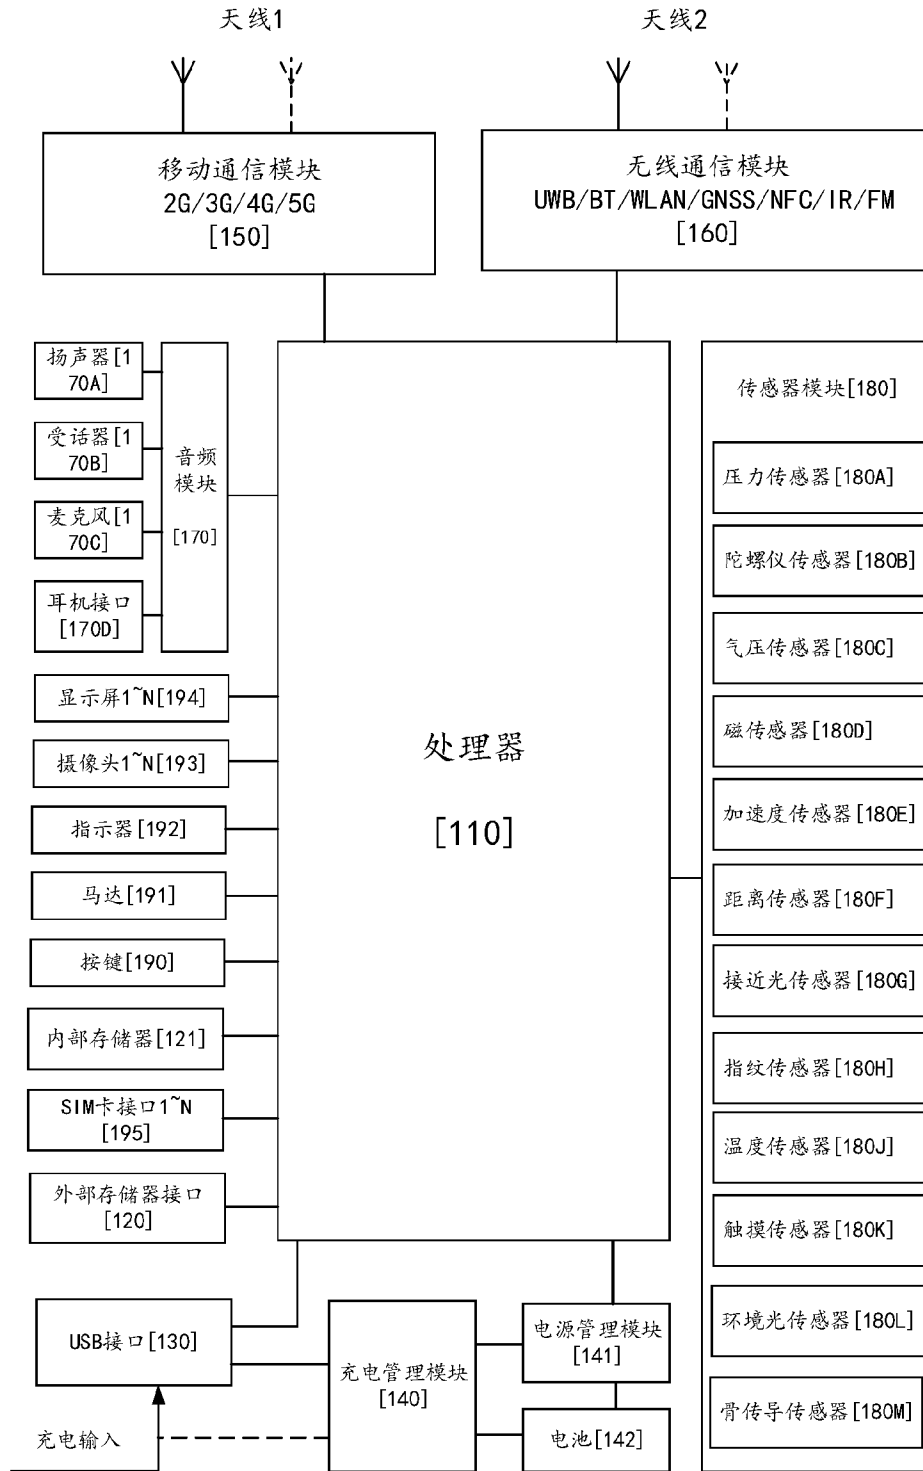 天线1
天线2
移动通信模块
2G/3G/4G/5G
[150]
无线通信模块
UWB/BT/WLAN/GNSS/NFC/IR/FM
[160]
扬声器[1
70A]
受话器[1
70B]
麦克风[1
70C]
耳机接口
[170D]
音频
模块
[170]
显示屏1~N[194]
摄像头1~N[193]
指示器[192]
马达[191]
按键[190]
内部存储器[121]
SIM卡接口1~N
[195]
外部存储器接口
[120]
处理器
[110]
传感器模块[180]
压力传感器[180A]
陀螺仪传感器[180B]
气压传感器[180C]
磁传感器[180D]
加速度传感器[180E]
距离传感器[180F]
接近光传感器[180G]
指纹传感器[180H]
温度传感器[180J]
触摸传感器[180K]
环境光传感器[180L]
骨传导传感器[180M]
USB接口[130]
充电管理模块
[140]
电源管理模块
[141]
电池[142]
充电输入